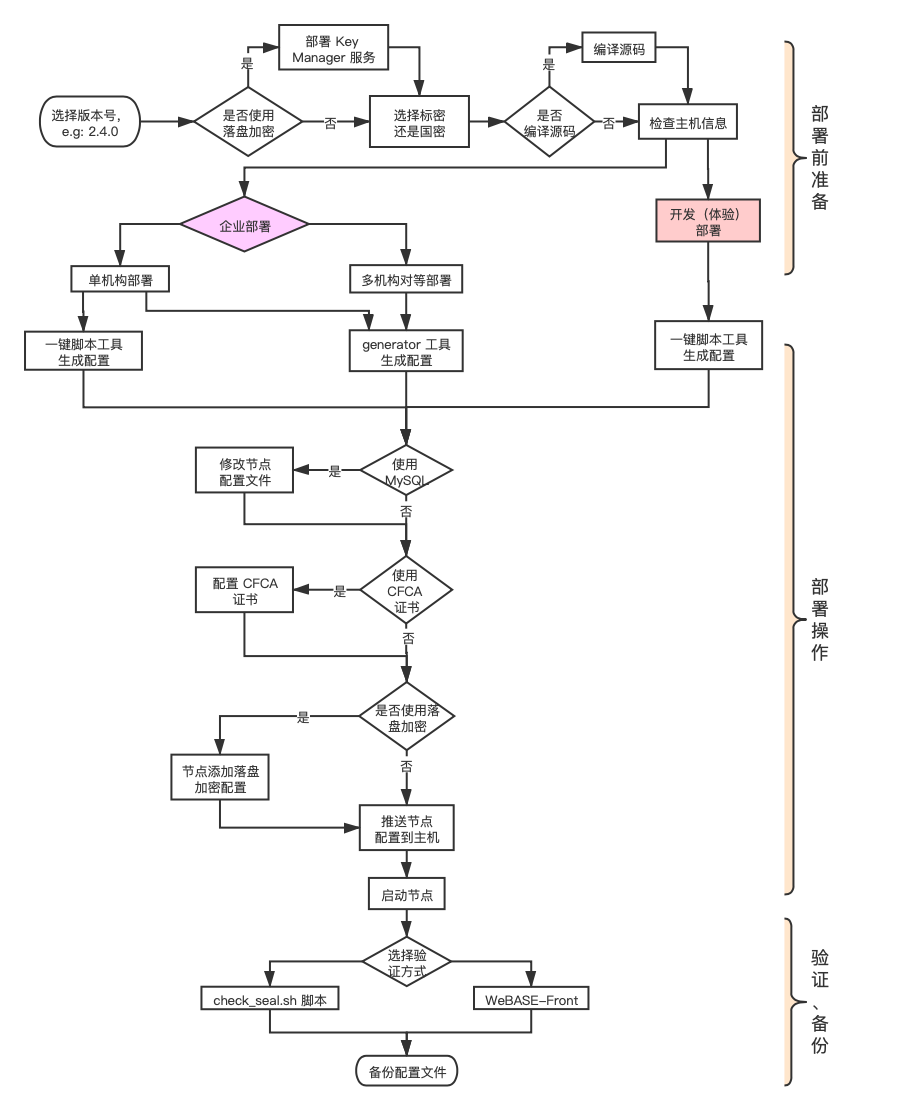 部署 Key
Manager 服务
编译源码
是
是
选择版本号，
e.g: 2.4.0
是否使用
落盘加密
否
选择标密
还是国密
是否
编译源码
否
检查主机信息
部
署
前
准
备
企业部署
开发（体验）
部署
单机构部署
多机构对等部署
一键脚本工具
生成配置
generator 工具
生成配置
一键脚本工具
生成配置
修改节点
配置文件
是
使用
MySQL
否
配置 CFCA
证书
是
使用
CFCA
证书
否
部
署
操
作
是
是否使用落
盘加密
否
节点添加落盘
加密配置
推送节点
配置到主机
启动节点
选择验
证方式
check_seal.sh 脚本
WeBASE-Front
验
证
、
备
份
备份配置文件